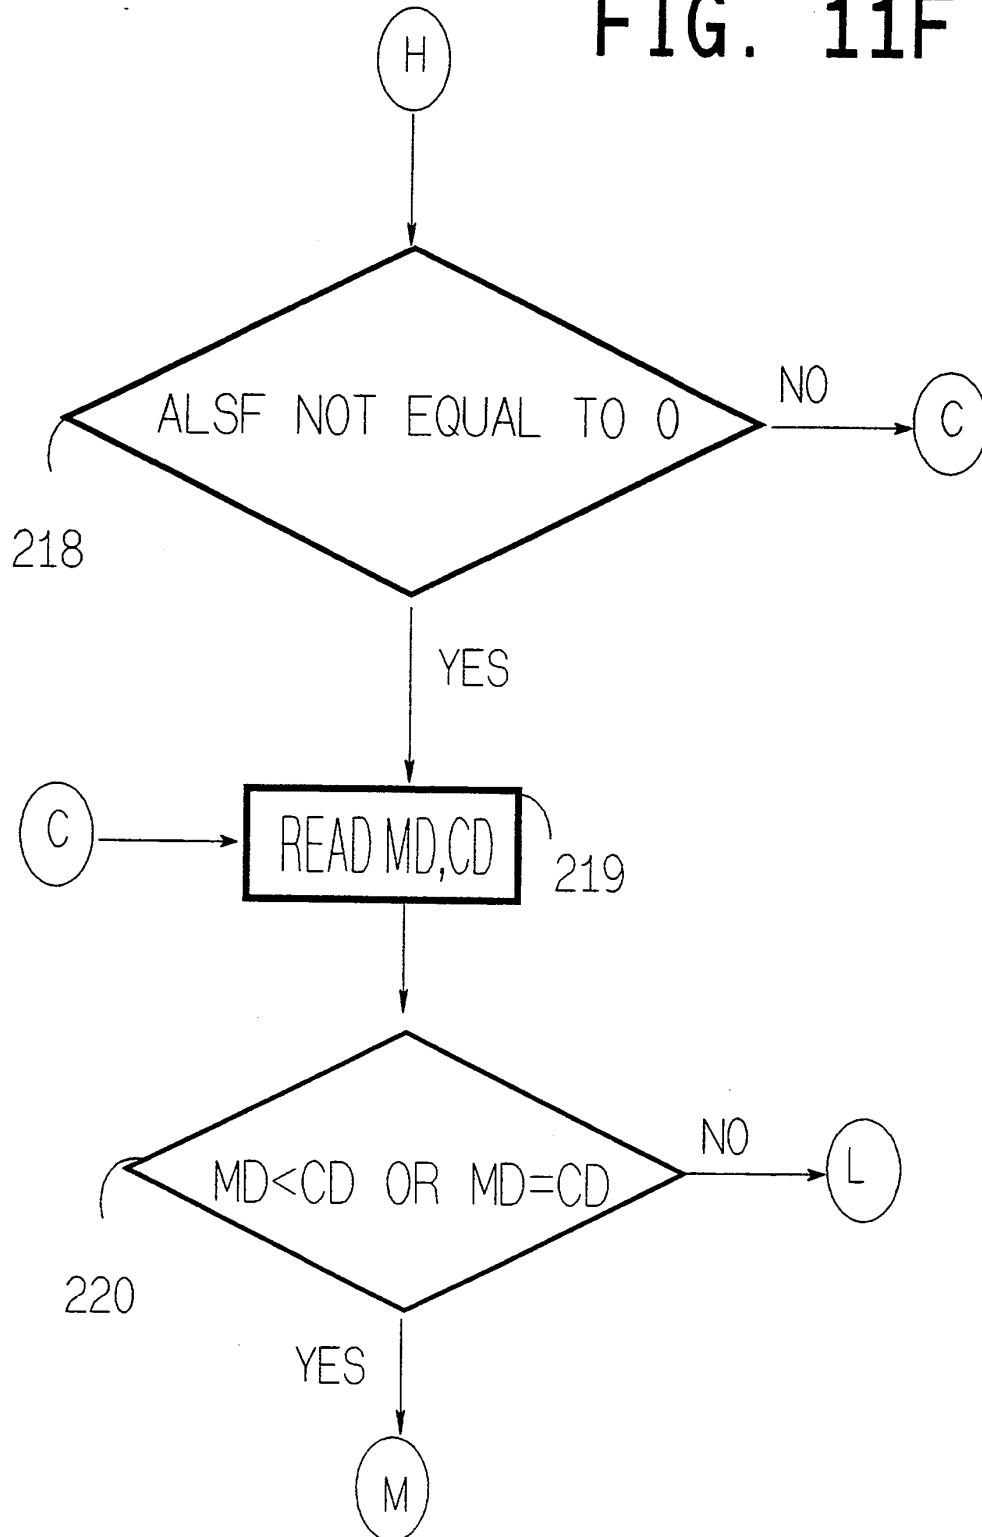 FIG. 11F
H
ALSF NOT EQUAL TO 0
NO
C
218
YES
C
READ MD,CD
219
MD<CD OR MD=CD
NO
L
220
YES
M